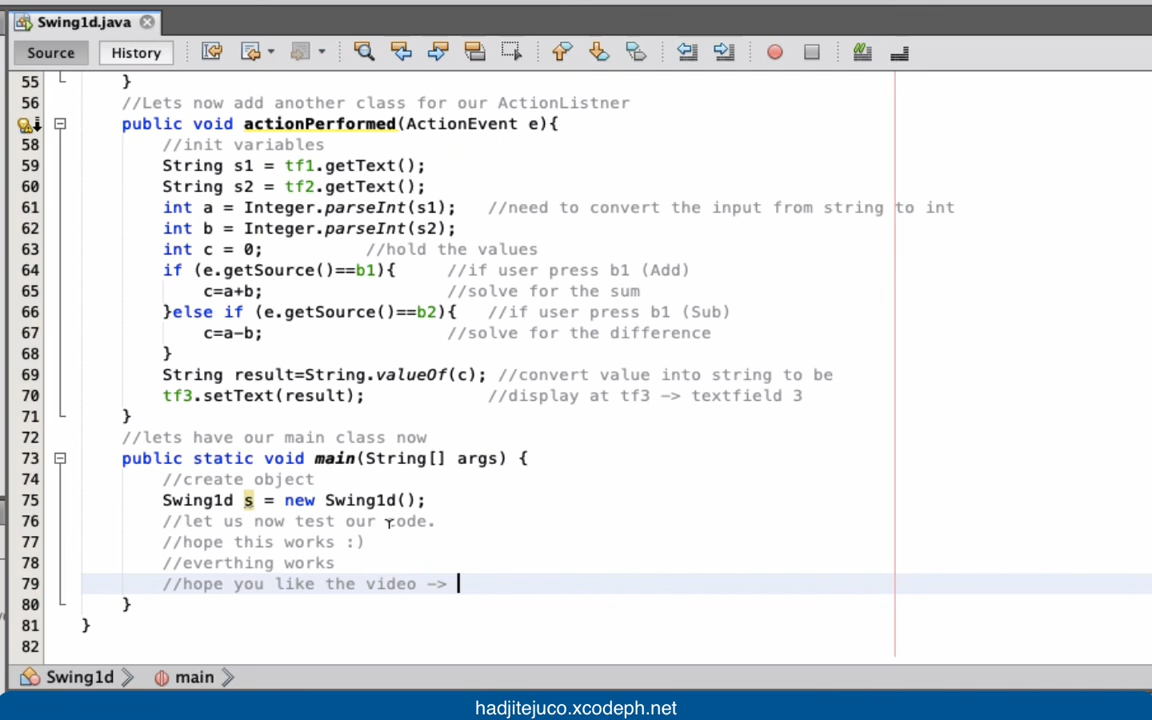 Swing1d.java
Source History
55 }
56 //Lets now add another class for our ActionListner
public void actionPerformed(ActionEvent e){
58 //init variables
59 String s1 = tf1.getText();
60 String s2 = tf2.getText();
61 int a = Integer.parseInt(s1); //need to convert the input from string to int
62 int b = Integer.parseInt(s2);
63 int c = 0; //hold the values
64 if (e.getSource()==b1){ //if user press b1 (Add)
65 c=a+b; //solve for the sum
66 }else if (e.getSource()==b2){ //if user press b1 (Sub)
67 c=a-b; //solve for the difference
68 }
69 String result=String.valueOf(c); //convert value into string to be
70 tf3.setText(result); //display at tf3 -> textfield 3
71 }
72 //lets have our main class now
73 public static void main(String[] args) {
74 //create object
75 Swing1d s = new Swing1d();
76 //let us now test our code.
77 //hope this works :)
78 //everthing works
79 //hope you like the video ->
80 }
81 }
82
Swing1d main
hadjitejuco.xcodeph.net